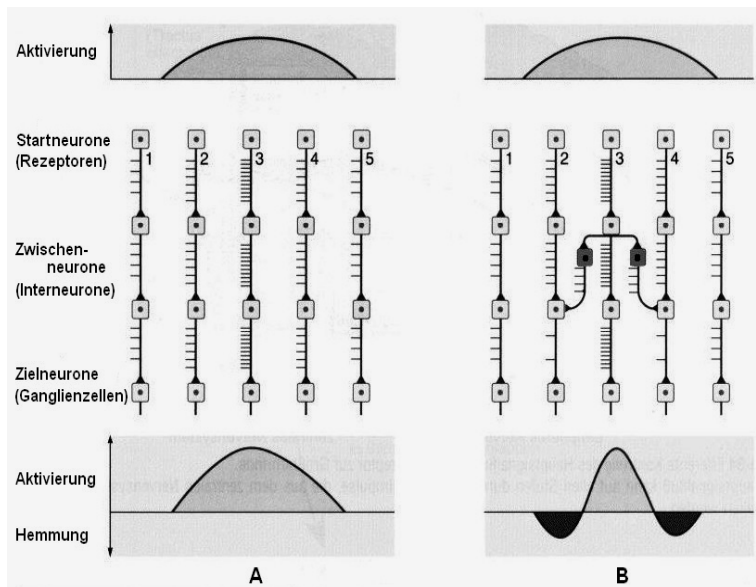 Aktivierung
Startneurone
(Rezeptoren)
1 2 3 4 5
1 2 3 4 5
Zwischen-
neurone
(Interneurone)
Zielneurone
(Ganglienzellen)
Aktivierung
Hemmung
A
B